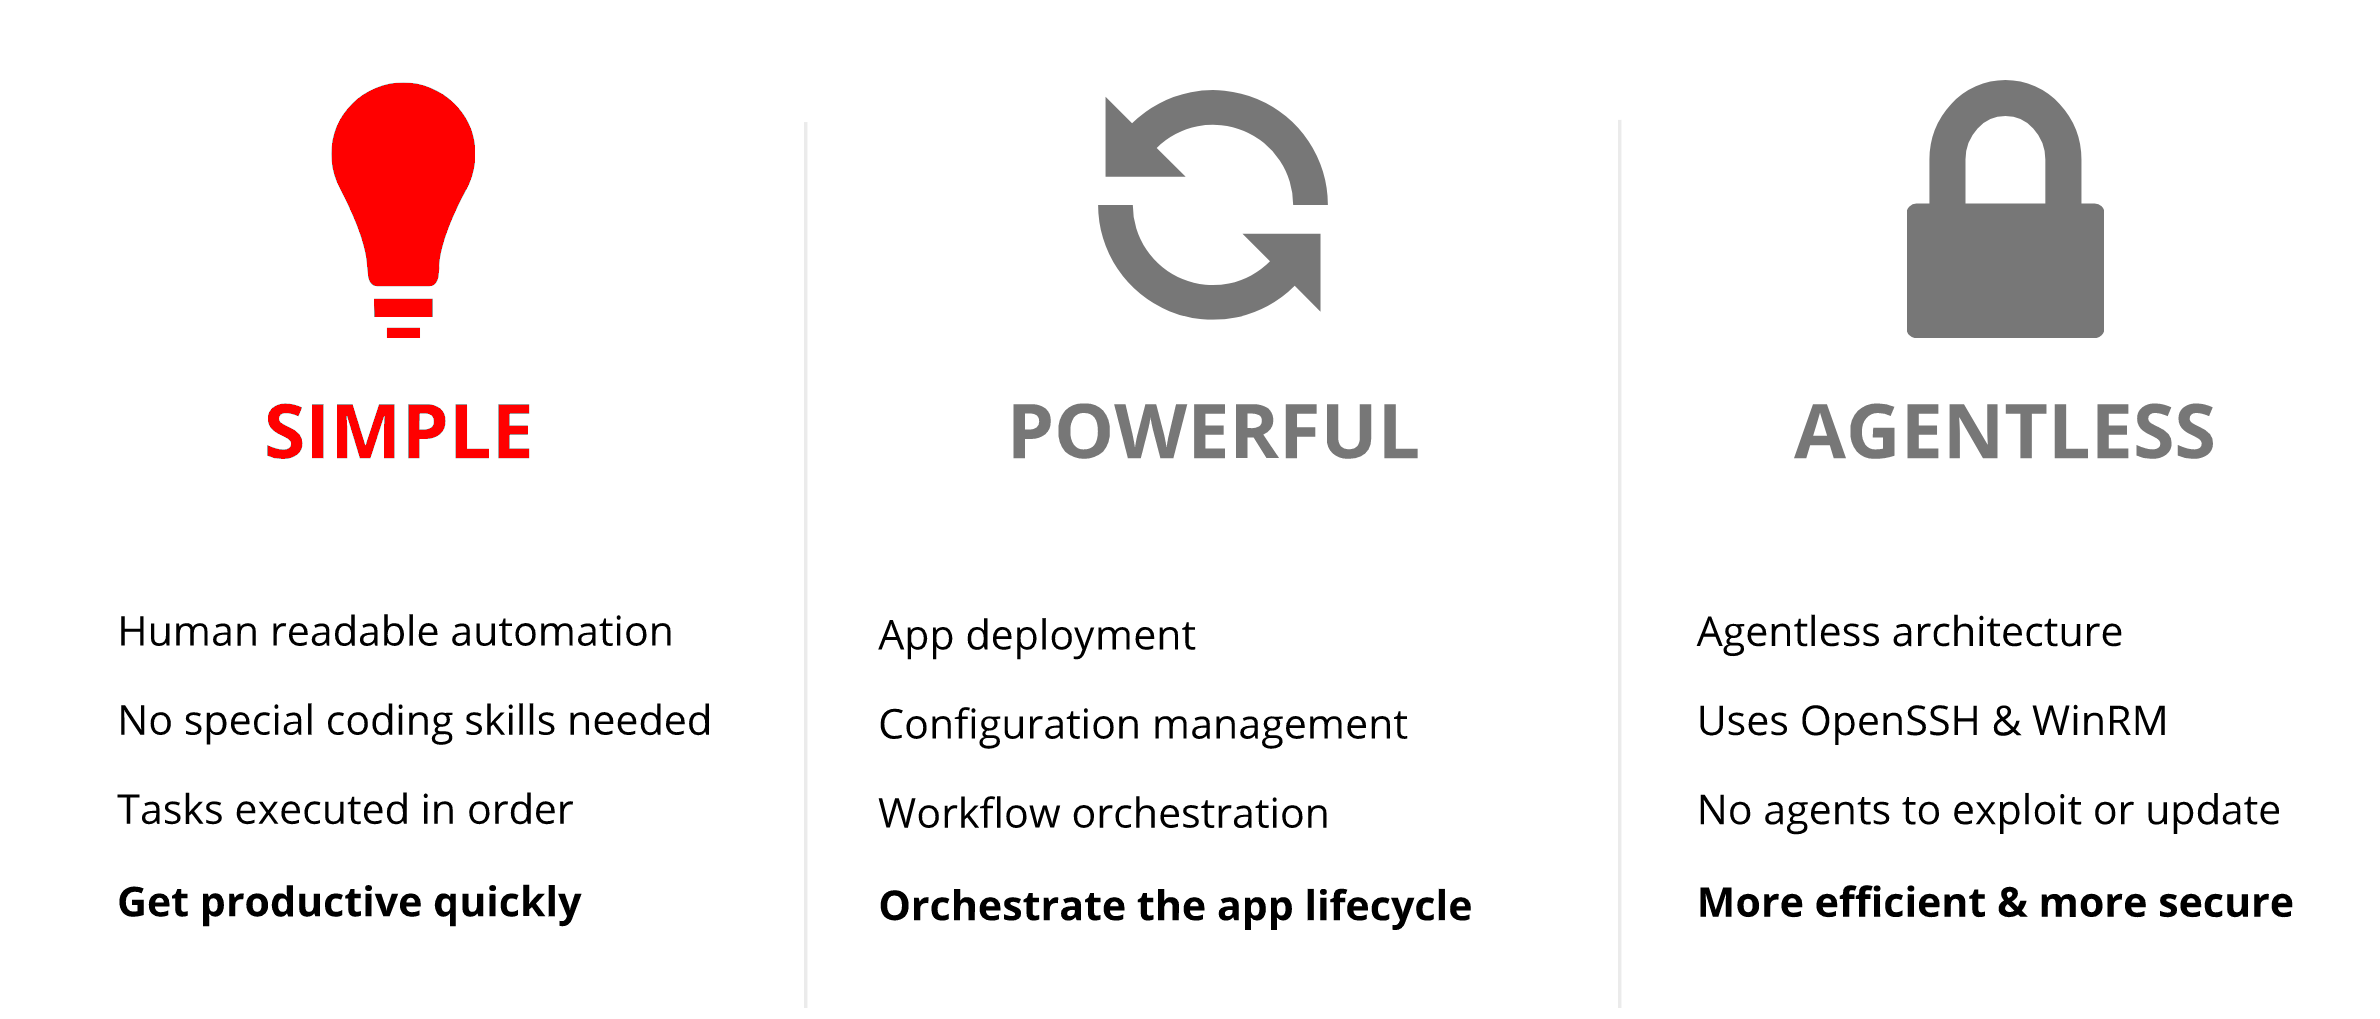 SIMPLE
Human readable automation
No special coding skills needed
Tasks executed in order
Get productive quickly
POWERFUL
App deployment
Configuration management
Workflow orchestration
Orchestrate the app lifecycle
AGENTLESS
Agentless architecture
Uses OpenSSH & WinRM
No agents to exploit or update
More efficient & more secure